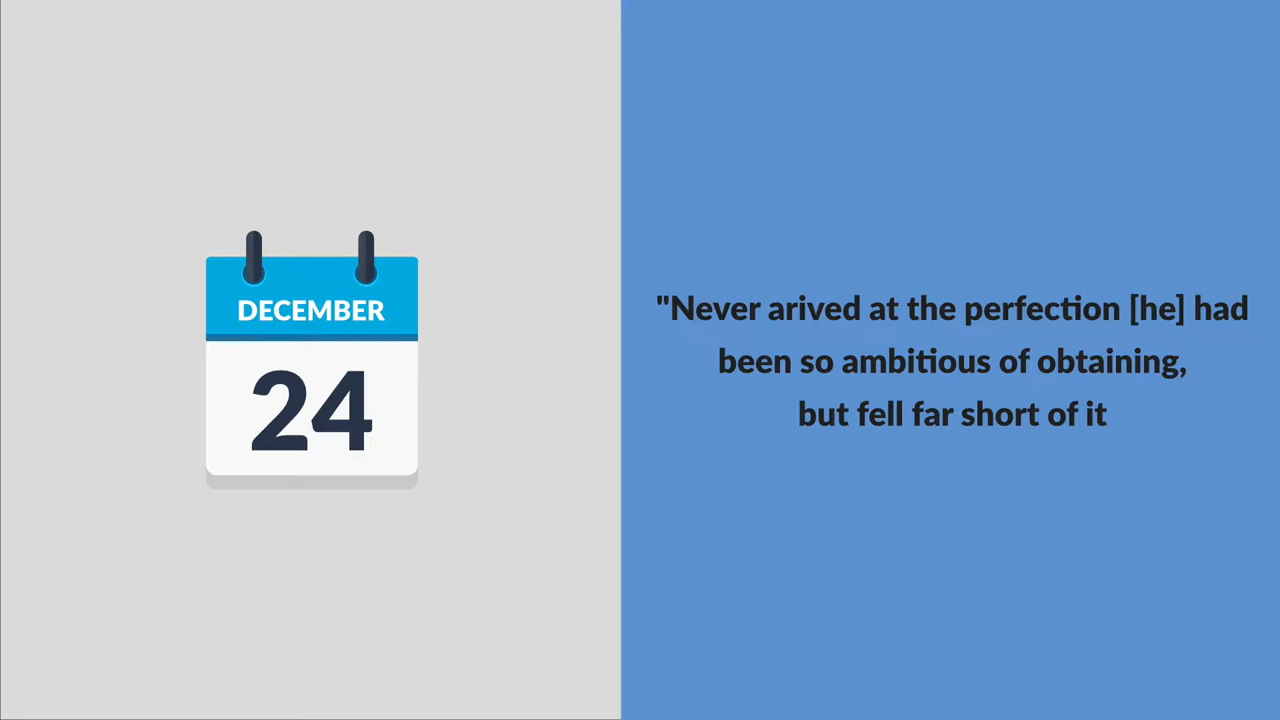 DECEMBER
24
"Never arived at the perfection [he] had
been so ambitious of obtaining,
but fell far short of it